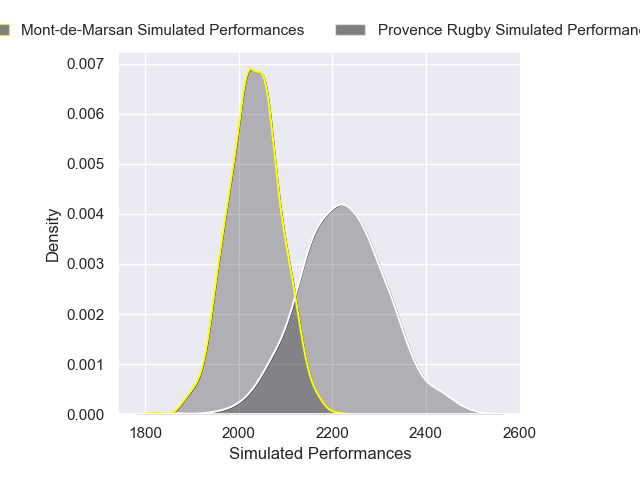 Mont-de-Marsan Simulated Performances
Provence Rugby Simulated
0.007
0.006
0.005
0.004
0.003
0.002
0.001
0.000
Density
1800 2000 2200 2400 2600
Simulated Performances